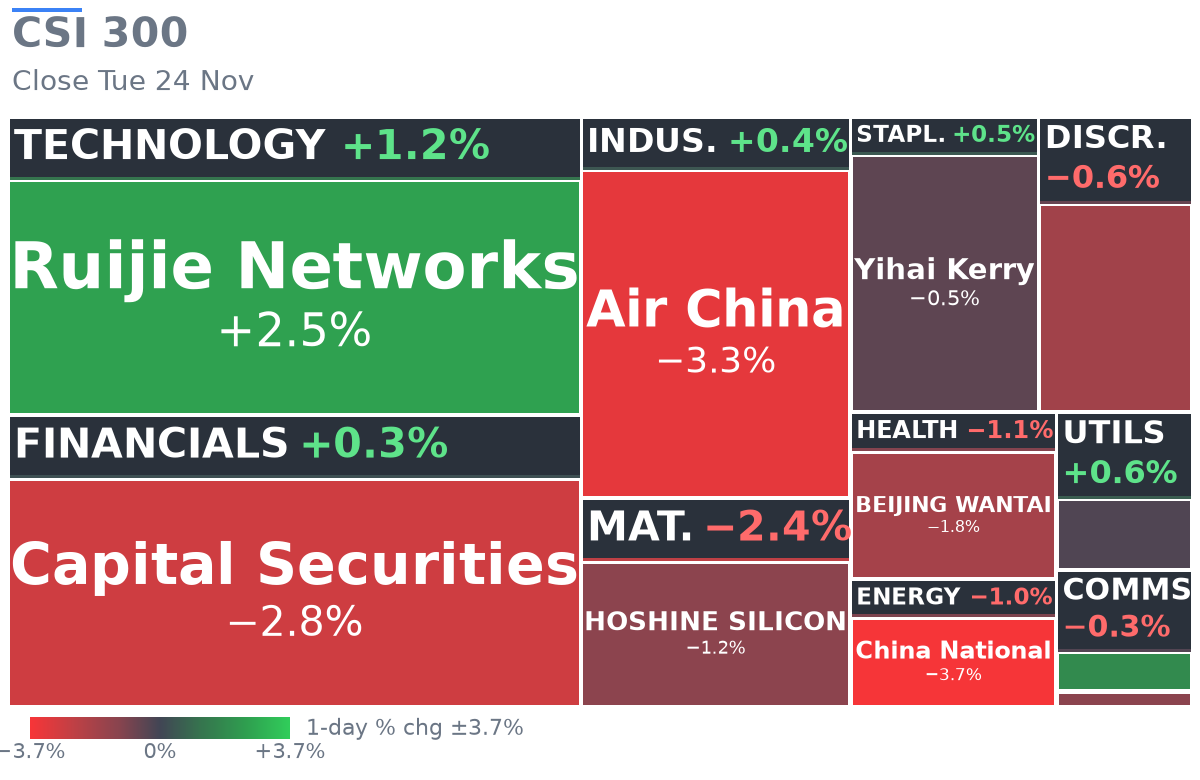 CSI 300
Close Tue 24 Nov
TECHNOLOGY +1.2%
Ruijie Networks
+2.5%
FINANCIALS +0.3%
Capital Securities
−2.8%
INDUS. +0.4%
Air China
−3.3%
MAT. −2.4%
HOSHINE SILICON
−1.2%
STAPL. +0.5%
Yihai Kerry
−0.5%
DISCR.
−0.6%
HEALTH −1.1%
BEIJING WANTAI
−1.8%
ENERGY −1.0%
China National
−3.7%
UTILS
+0.6%
COMMS
−0.3%
1-day % chg ±3.7%
−3.7% 0% +3.7%